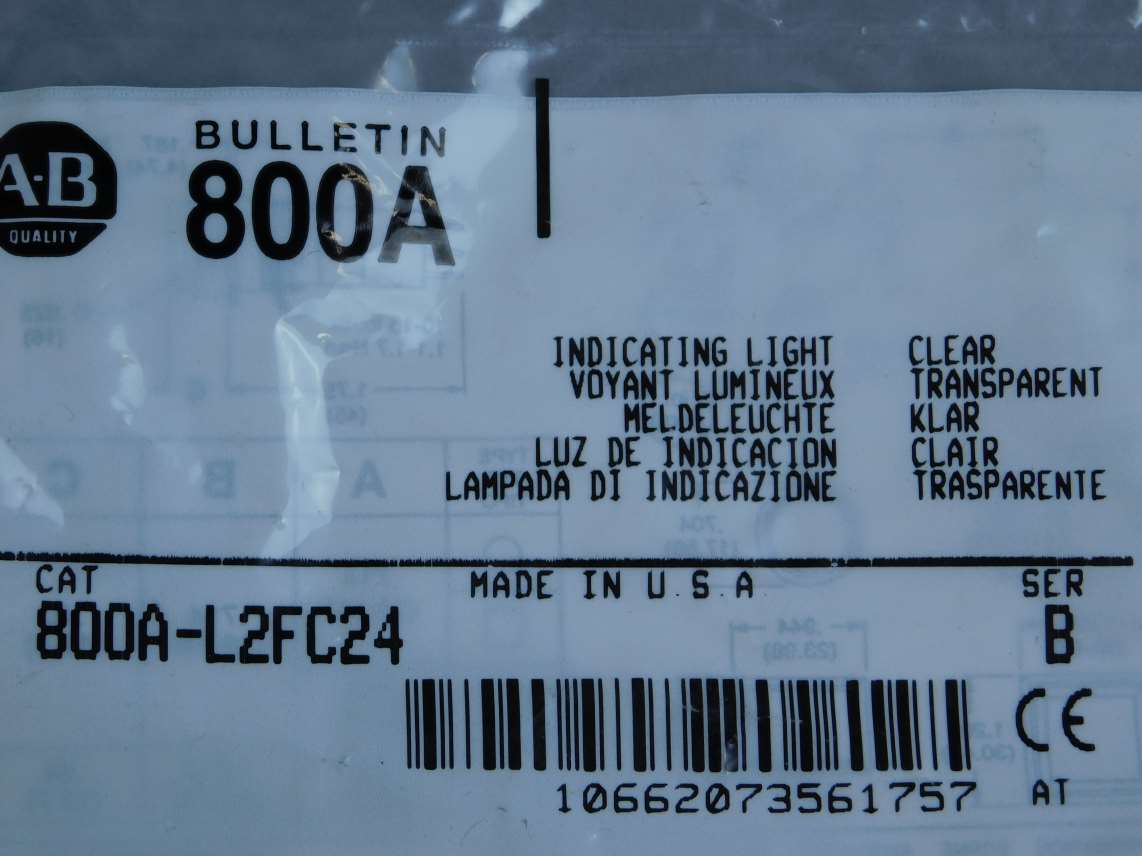 A-B
QUALITY
BULLETIN
800A
INDICATING LIGHT CLEAR
VOYANT LUMINEUX TRANSPARENT
MELDELEUCHTE KLAR
LUZ DE INDICACION CLAIR
LAMPADA DI INDICAZIONE TRASPARENTE
CAT MADE IN U.S.A SER
800A-L2FC24 B
CE
10662073561757 AT